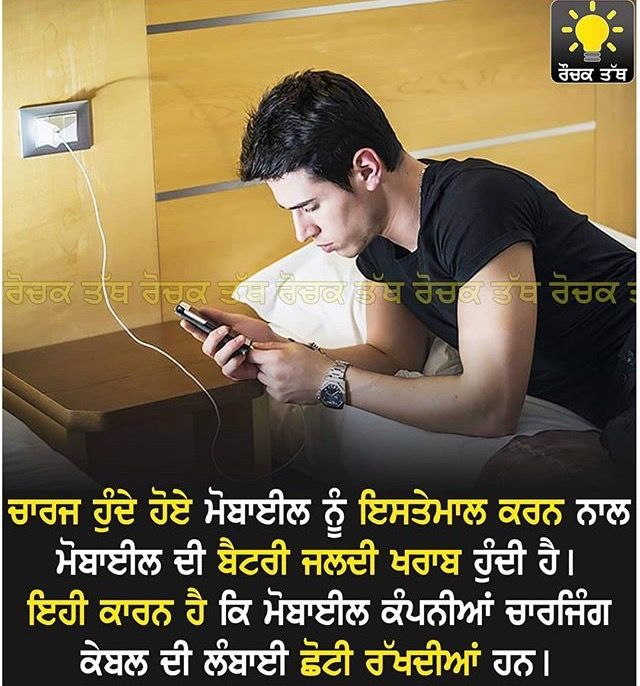 ਰੌਚਕ ਤੱਥ
ਰੋਚਕ ਤੱਥ ਰੋਚਕ ਤੱਥ ਰੋਚਕ ਤੱਥ ਰੋਚਕ ਤੱਥ ਰੋਚਕ
ਚਾਰਜ ਹੁੰਦੇ ਹੋਏ ਮੋਬਾਈਲ ਨੂੰ ਇਸਤੇਮਾਲ ਕਰਨ ਨਾਲ
ਮੋਬਾਈਲ ਦੀ ਬੈਟਰੀ ਜਲਦੀ ਖਰਾਬ ਹੁੰਦੀ ਹੈ।
ਇਹੀ ਕਾਰਨ ਹੈ ਕਿ ਮੋਬਾਈਲ ਕੰਪਨੀਆਂ ਚਾਰਜਿੰਗ
ਕੇਬਲ ਦੀ ਲੰਬਾਈ ਛੋਟੀ ਰੱਖਦੀਆਂ ਹਨ।